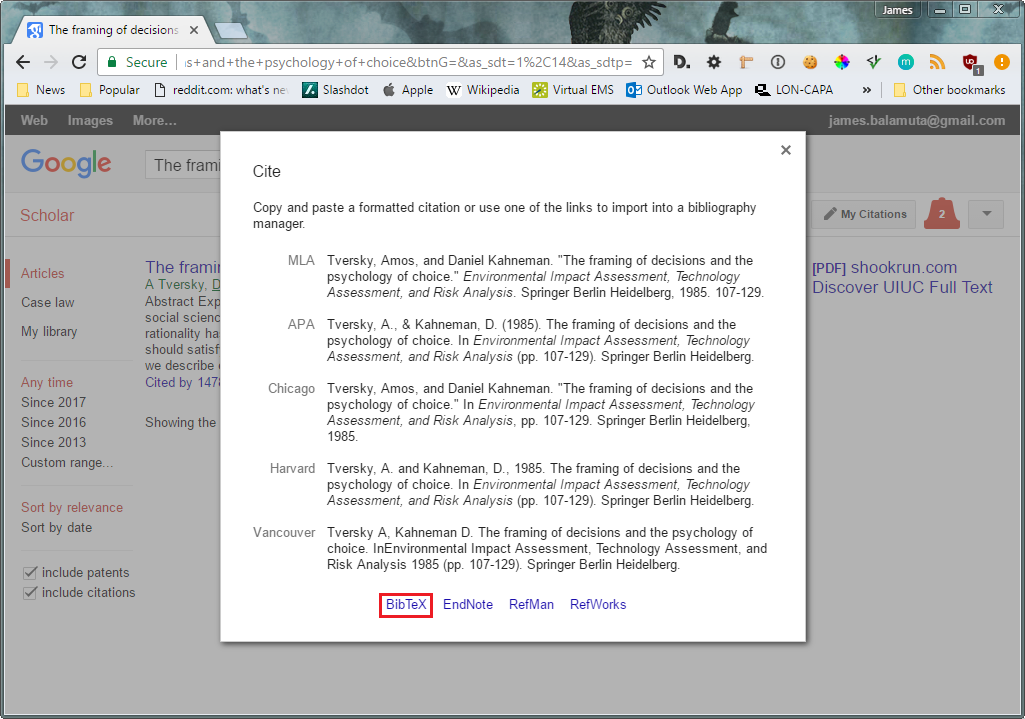 James
The framing of decisions
Secure
s+and+the+psychology+of+choice&btnG=&as_sdt=1%2C14&as_sdtp=
D.
m
1
News
Popular
reddit.com: what's ne
Slashdot
Apple
W Wikipedia
Virtual EMS
Outlook Web App
LON-CAPA
»
Other bookmarks
Web Images More...
james.balamuta@gmail.com
Google
The frami
Scholar
My Citations
2
Articles
Case law
My library
Any time
Since 2017
Since 2016
Since 2013
Custom range...
Sort by relevance
Sort by date
include patents
include citations
The frami
A Tversky, D
Abstract Exp
social scienc
rationality ha
should satisf
we describe
Cited by 1478
Showing the
[PDF] shookrun.com
Discover UIUC Full Text
Cite
Copy and paste a formatted citation or use one of the links to import into a bibliography
manager.
MLA Tversky, Amos, and Daniel Kahneman. "The framing of decisions and the
psychology of choice." Environmental Impact Assessment, Technology
Assessment, and Risk Analysis. Springer Berlin Heidelberg, 1985. 107-129.
APA Tversky, A., & Kahneman, D. (1985). The framing of decisions and the
psychology of choice. In Environmental Impact Assessment, Technology
Assessment, and Risk Analysis (pp. 107-129). Springer Berlin Heidelberg.
Chicago Tversky, Amos, and Daniel Kahneman. "The framing of decisions and the
psychology of choice." In Environmental Impact Assessment, Technology
Assessment, and Risk Analysis, pp. 107-129. Springer Berlin Heidelberg,
1985.
Harvard Tversky, A. and Kahneman, D., 1985. The framing of decisions and the
psychology of choice. In Environmental Impact Assessment, Technology
Assessment, and Risk Analysis (pp. 107-129). Springer Berlin Heidelberg.
Vancouver Tversky A, Kahneman D. The framing of decisions and the psychology of
choice. InEnvironmental Impact Assessment, Technology Assessment, and
Risk Analysis 1985 (pp. 107-129). Springer Berlin Heidelberg.
BibTeX EndNote RefMan RefWorks